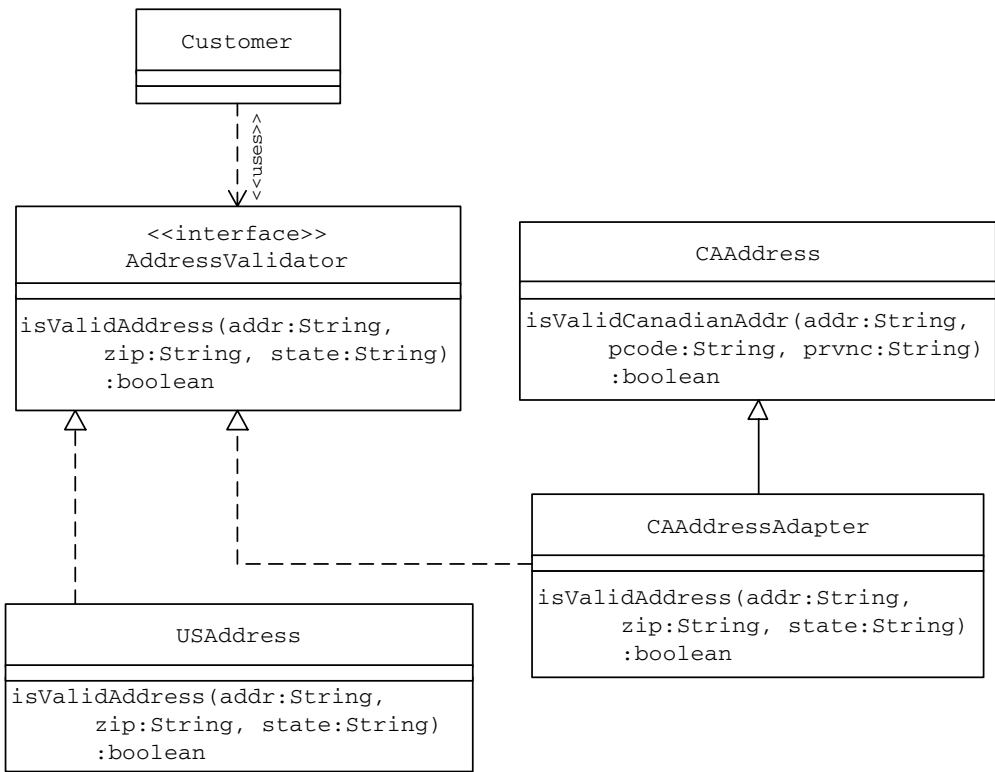 Customer
<<uses>>
<<interface>>
AddressValidator
isValidAddress(addr:String,
zip:String, state:String)
:boolean
CAAddress
isValidCanadianAddr(addr:String,
pcode:String, prvnc:String)
:boolean
CAAddressAdapter
isValidAddress(addr:String,
zip:String, state:String)
:boolean
USAddress
isValidAddress(addr:String,
zip:String, state:String)
:boolean